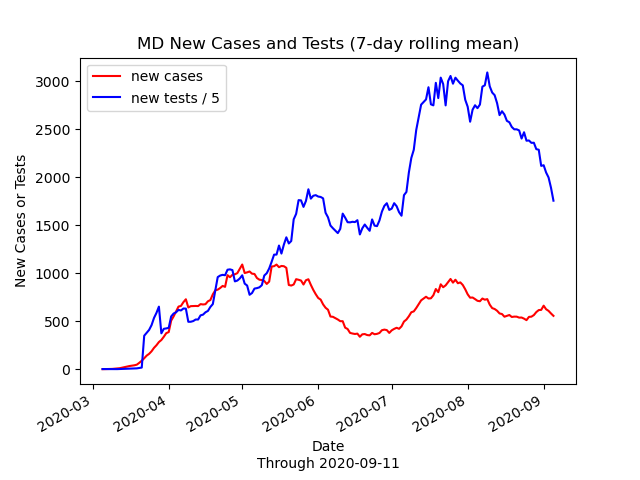 MD New Cases and Tests (7-day rolling mean)
new cases
new tests / 5
New Cases or Tests
3000
2500
2000
1500
1000
500
0
2020-03
2020-04
2020-05
2020-06
2020-07
2020-08
2020-09
Date
Through 2020-09-11